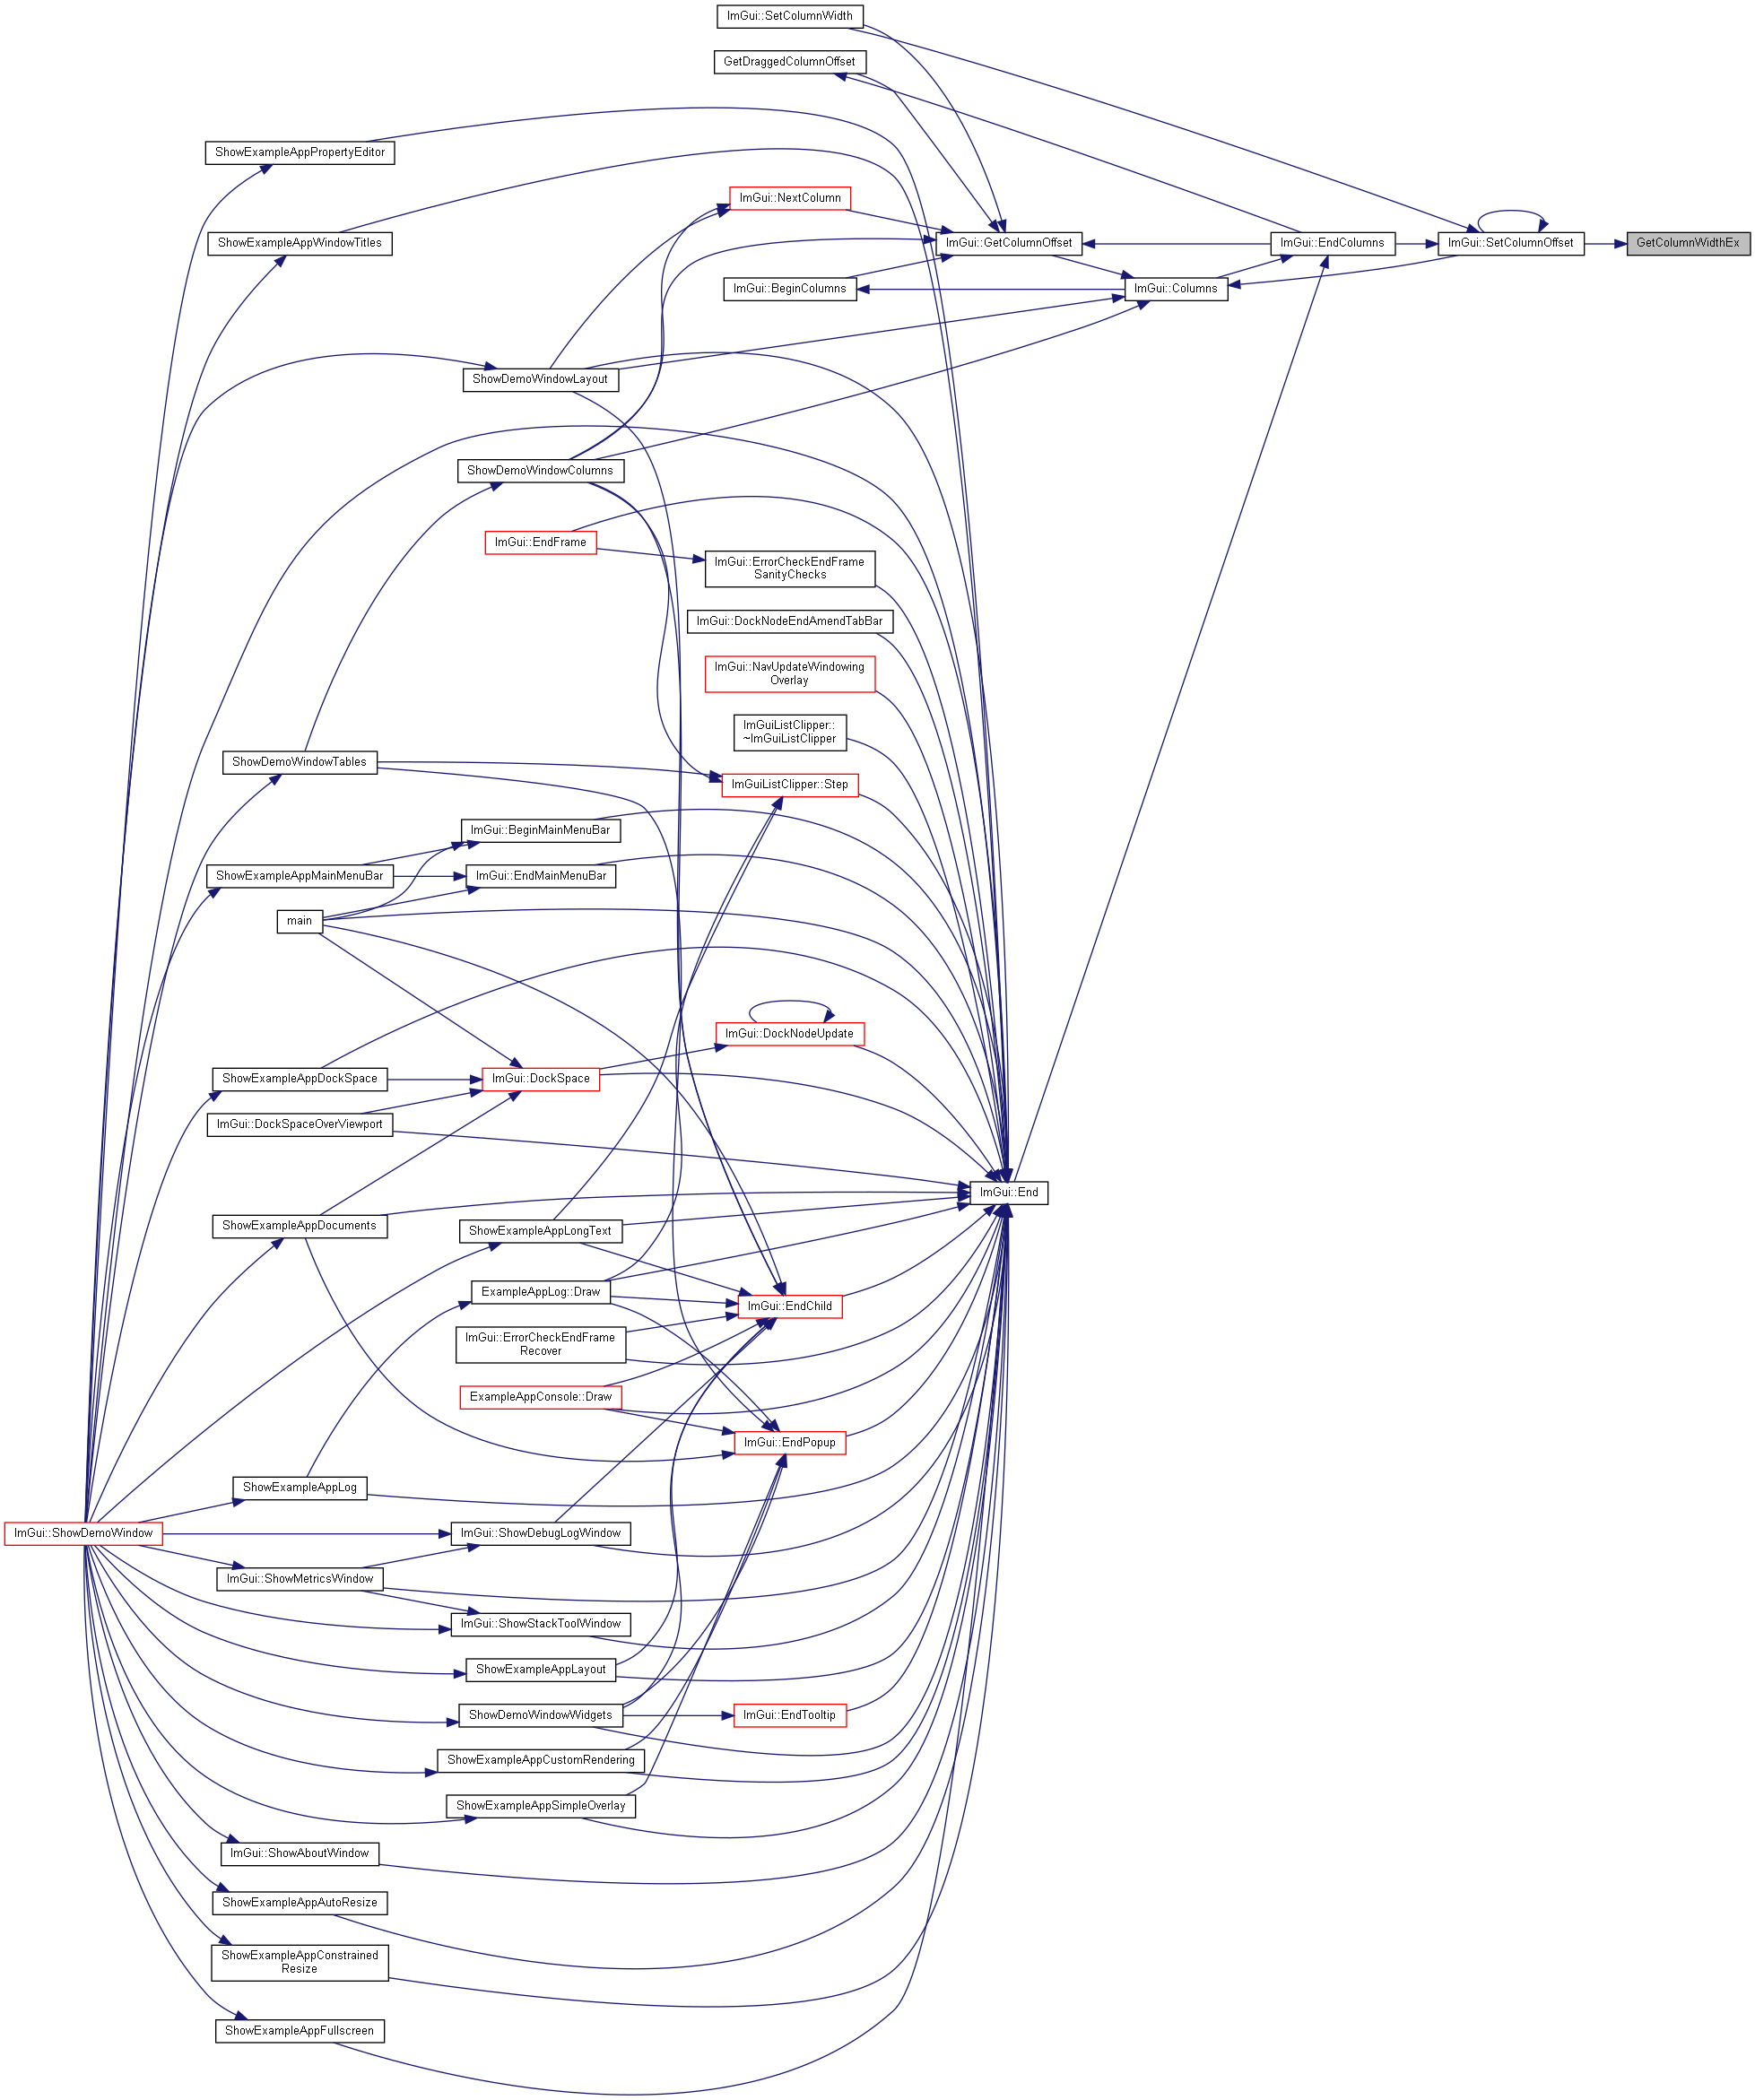 ImGui::SetColumnWidth
GetDraggedColumnOffset
ShowExampleAppPropertyEditor
ImGui::NextColumn
ShowExampleAppWindowTitles
ImGui::GetColumnOffset
ImGui::EndColumns
ImGui::SetColumnOffset
GetColumnWidthEx
ImGui::BeginColumns
ImGui::Columns
ShowDemoWindowLayout
ShowDemoWindowColumns
ImGui::EndFrame
ImGui::ErrorCheckEndFrame
SanityChecks
ImGui::DockNodeEndAmendTabBar
ImGui::NavUpdateWindowing
Overlay
ImGuiListClipper::
~ImGuiListClipper
ShowDemoWindowTables
ImGuiListClipper::Step
ImGui::BeginMainMenuBar
ShowExampleAppMainMenuBar
ImGui::EndMainMenuBar
main
ImGui::DockNodeUpdate
ShowExampleAppDockSpace
ImGui::DockSpace
ImGui::DockSpaceOverViewport
ImGui::End
ShowExampleAppDocuments
ShowExampleAppLongText
ExampleAppLog::Draw
ImGui::EndChild
ImGui::ErrorCheckEndFrame
Recover
ExampleAppConsole::Draw
ImGui::EndPopup
ShowExampleAppLog
ImGui::ShowDemoWindow
ImGui::ShowDebugLogWindow
ImGui::ShowMetricsWindow
ImGui::ShowStackToolWindow
ShowExampleAppLayout
ShowDemoWindowWidgets
ImGui::EndTooltip
ShowExampleAppCustomRendering
ShowExampleAppSimpleOverlay
ImGui::ShowAboutWindow
ShowExampleAppAutoResize
ShowExampleAppConstrained
Resize
ShowExampleAppFullscreen